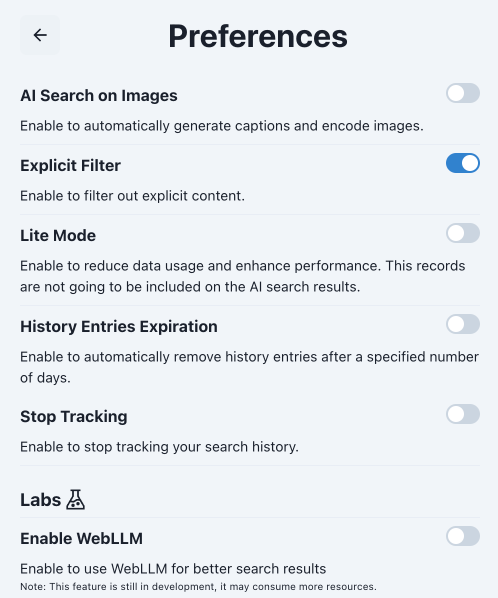 Preferences
AI Search on Images
Enable to automatically generate captions and encode images.
Explicit Filter
Enable to filter out explicit content.
Lite Mode
Enable to reduce data usage and enhance performance. This records
are not going to be included on the AI search results.
History Entries Expiration
Enable to automatically remove history entries after a specified number
of days.
Stop Tracking
Enable to stop tracking your search history.
Labs
Enable WebLLM
Enable to use WebLLM for better search results
Note: This feature is still in development, it may consume more resources.